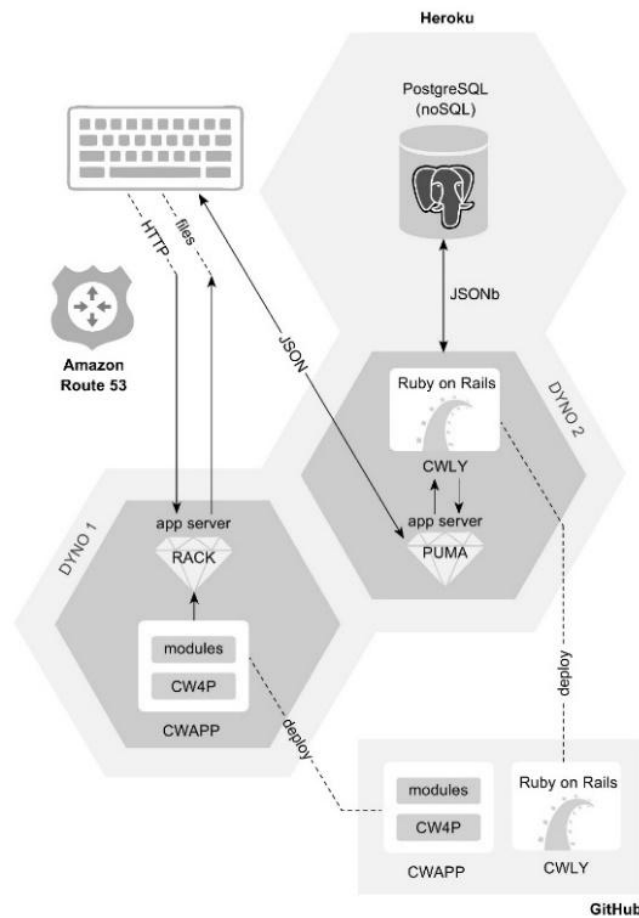 Heroku
PostgreSQL
(noSQL)
HTTP
files
JSONb
JSON
Amazon
Route 53
Ruby on Rails
DYNO 2
CWLY
app server
PUMA
DYNO 1
app server
RACK
modules
CW4P
CWAPP
deploy
deploy
modules
CW4P
CWAPP
Ruby on Rails
CWLY
GitHub